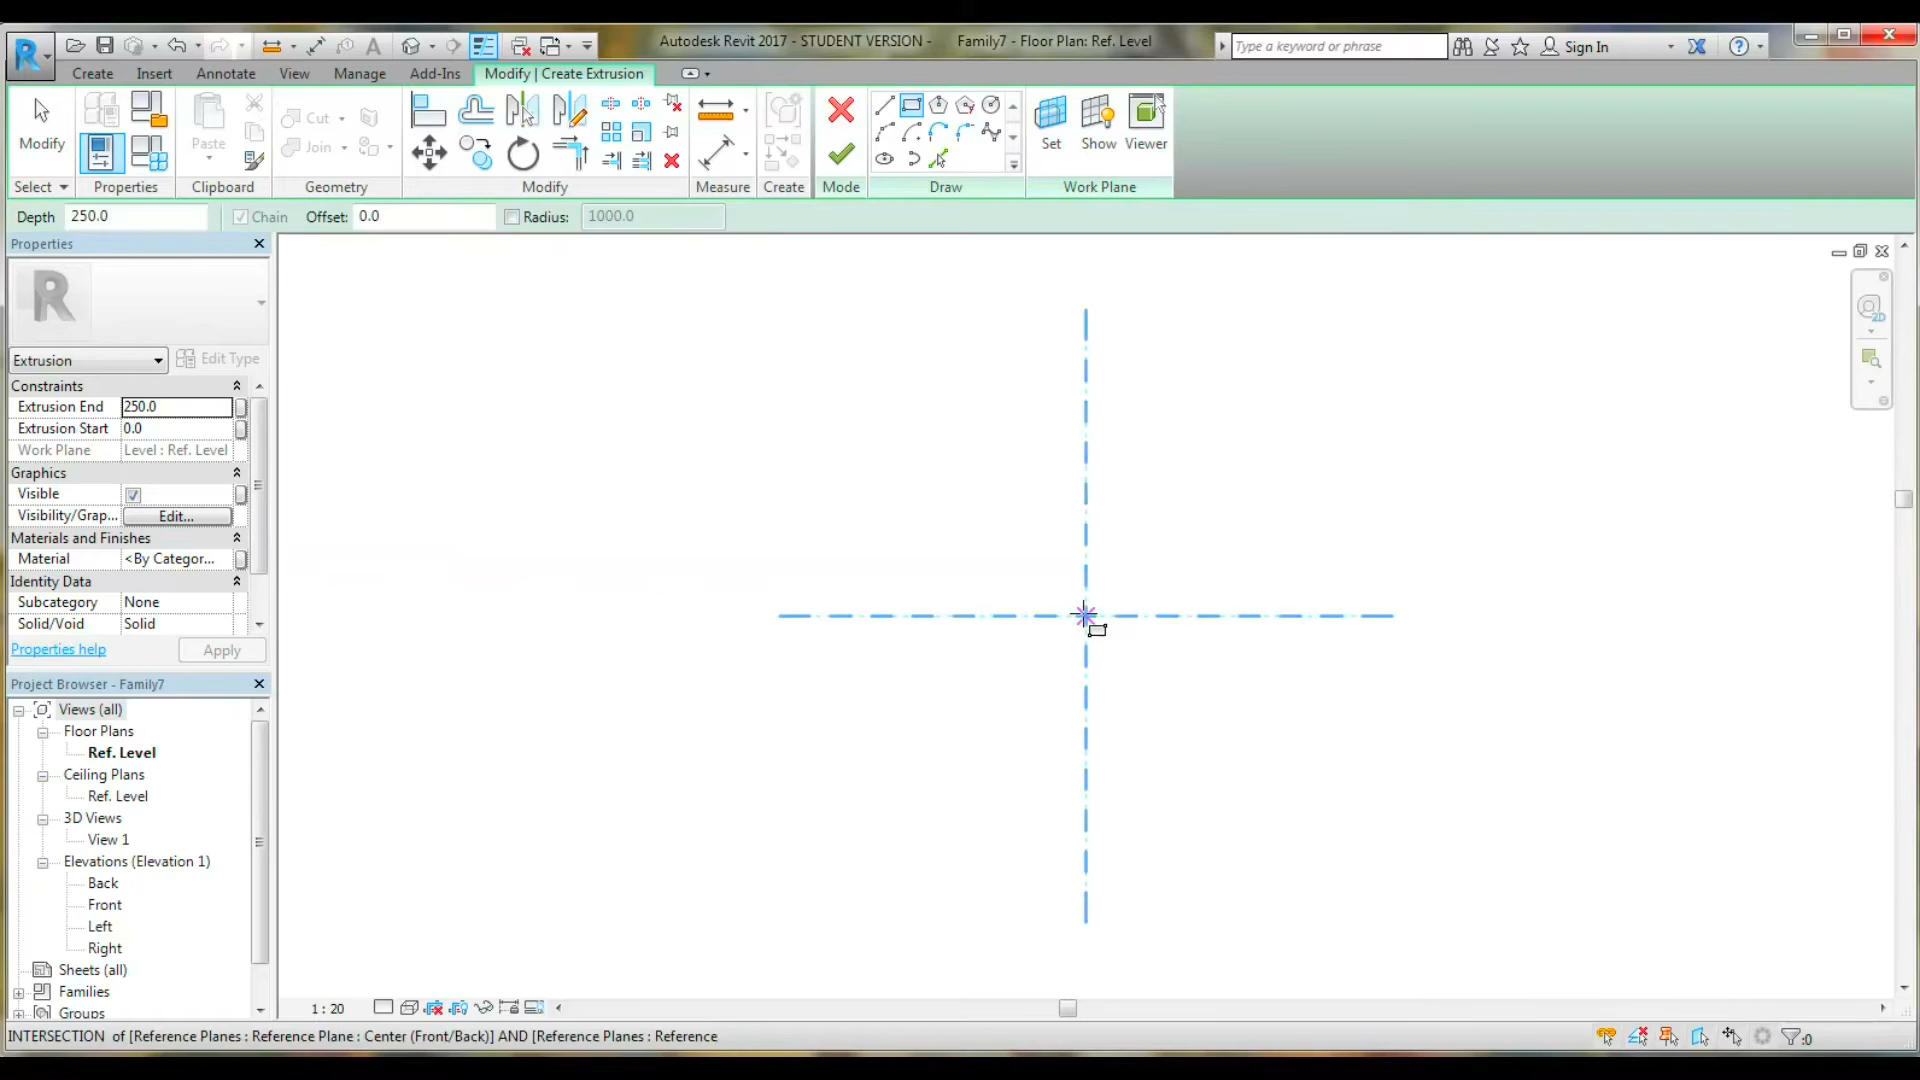 Autodesk Revit 2017 - STUDENT VERSION - Family7 - Floor Plan: Ref. Level
Type a keyword or phrase
Sign In
Create Insert Annotate View Manage Add-Ins Modify | Create Extrusion
Modify
Paste
Cut
Join
Set Show Viewer
Select Properties Clipboard Geometry Modify Measure Create Mode Draw Work Plane
Depth 250.0 Chain Offset: 0.0 Radius: 1000.0
Properties
R
Extrusion Edit Type
Constraints
Extrusion End 250.0
Extrusion Start 0.0
Work Plane Level : Ref. Level
Graphics
Visible
Visibility/Grap... Edit...
Materials and Finishes
Material <By Categor...
Identity Data
Subcategory None
Solid/Void Solid
Properties help Apply
Project Browser - Family7
Views (all)
Floor Plans
Ref. Level
Ceiling Plans
Ref. Level
3D Views
View 1
Elevations (Elevation 1)
Back
Front
Left
Right
Sheets (all)
Families
Groups
2D
1 : 20
INTERSECTION of [Reference Planes : Reference Plane : Center (Front/Back)] AND [Reference Planes : Reference
:0